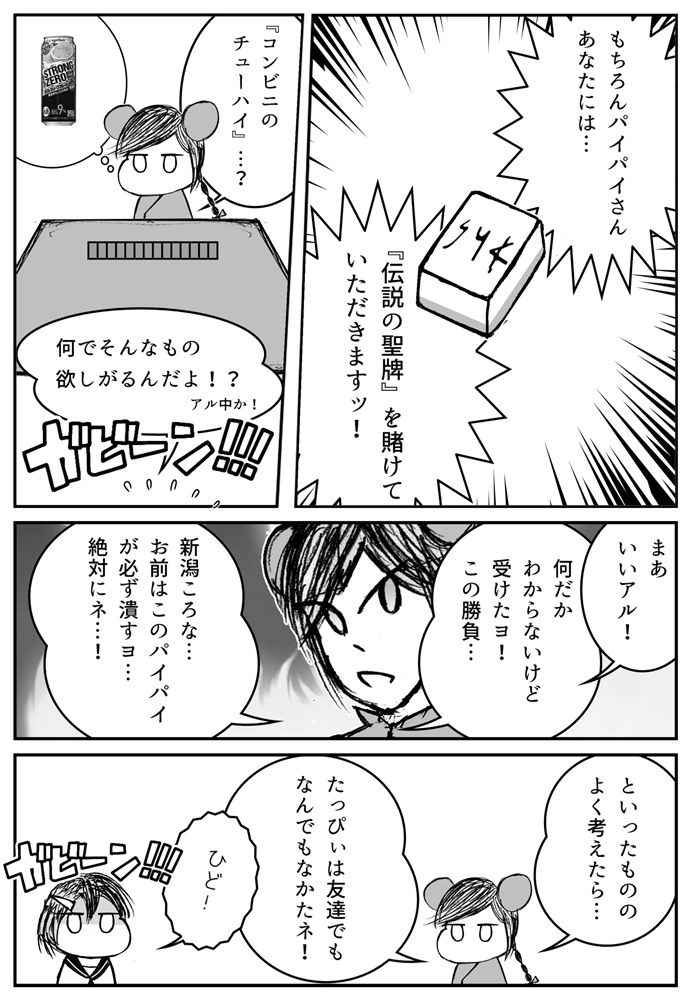 もちろんパイパイさん
あなたには…
『伝説の聖牌』を賭けて
いただきますッ！
『コンビニの
チューハイ』…？
STRONG
ZERO
9%
何でそんなもの
欲しがるんだよ！？
アル中か！
ガビーン!!!
まあ
いいアル！
何だか
わからないけど
受けたヨ！
この勝負…
新潟ころな…
お前はこのパイパイ
が必ず潰すヨ…
絶対にネ…！
といったものの
よく考えたら…
たっぴぃは友達でも
なんでもなかたネ！
ひど！
ガビーン!!!